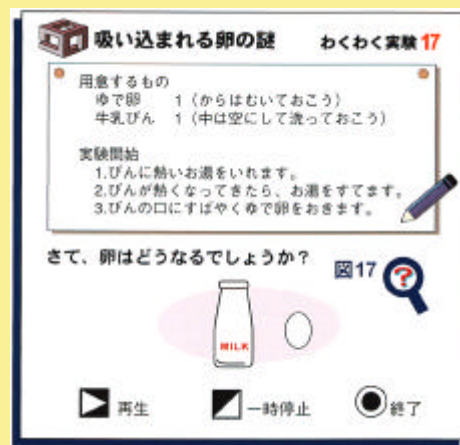 吸い込まれる卵の謎 わくわく実験 17
用意するもの
ゆで卵 1（からはむいておこう）
牛乳びん 1（中は空にして洗っておこう）
実験開始
1.びんに熱いお湯をいれます。
2.びんが熱くなってきたら、お湯をすてます。
3.びんの口にすばやくゆで卵をおきます。
さて、卵はどうなるでしょうか？ 図17 ?
MILK
再生 一時停止 終了